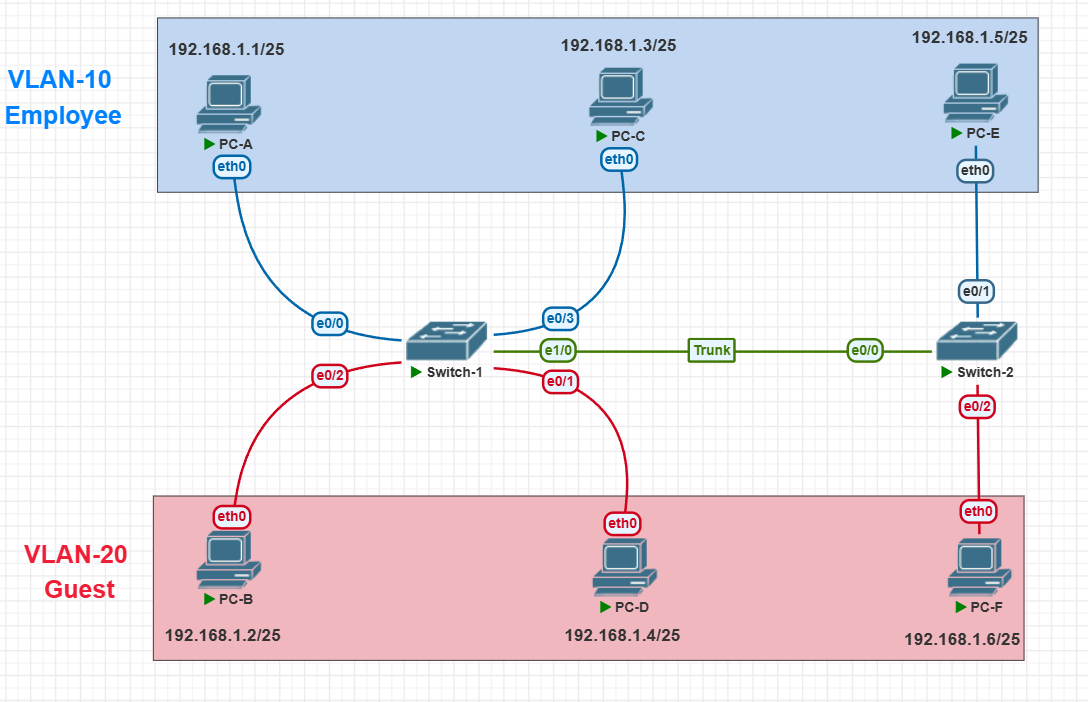 192.168.1.1/25
192.168.1.3/25
192.168.1.5/25
VLAN-10
Employee
PC-A
PC-C
PC-E
eth0
eth0
eth0
e0/0
e0/3
e0/1
e1/0
Trunk
e0/0
Switch-1
Switch-2
e0/2
e0/1
e0/2
eth0
eth0
eth0
VLAN-20
Guest
PC-B
PC-D
PC-F
192.168.1.2/25
192.168.1.4/25
192.168.1.6/25